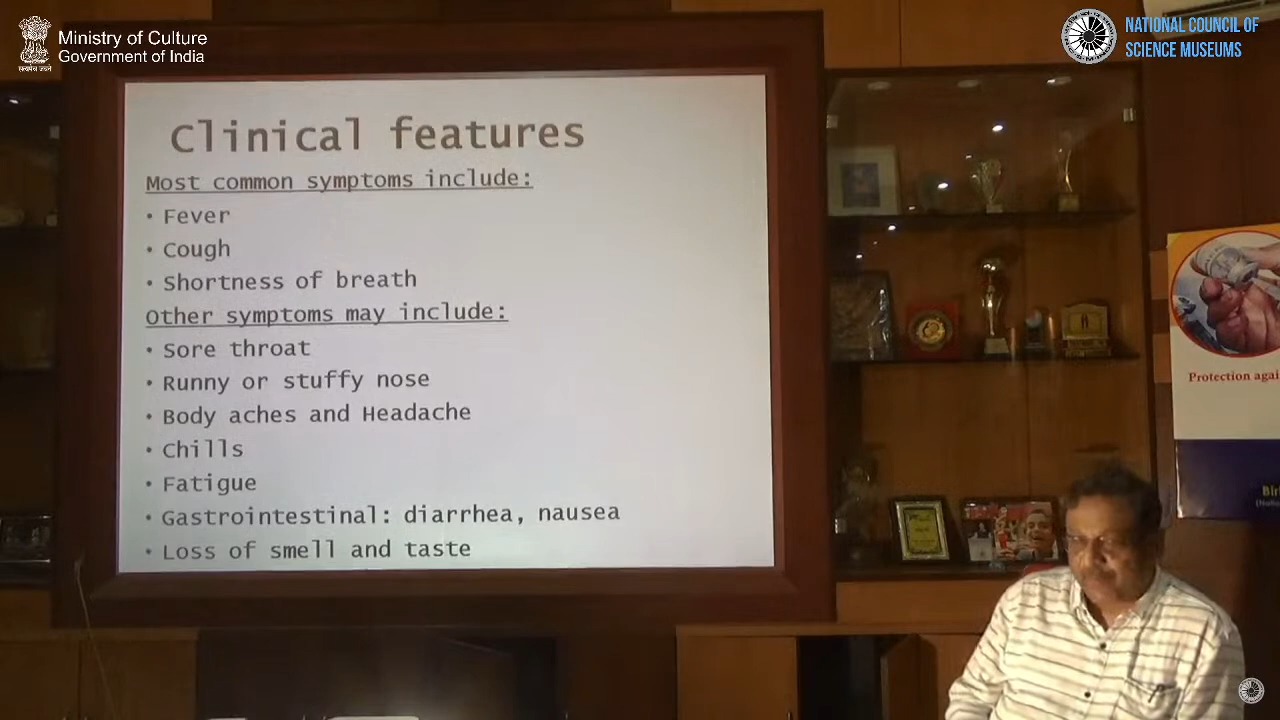 Ministry of Culture
Government of India
NATIONAL COUNCIL OF
SCIENCE MUSEUMS
Clinical features
Most common symptoms include:
• Fever
• Cough
• Shortness of breath
Other symptoms may include:
• Sore throat
• Runny or stuffy nose
• Body aches and Headache
• Chills
• Fatigue
• Gastrointestinal: diarrhea, nausea
• Loss of smell and taste
Protection agai